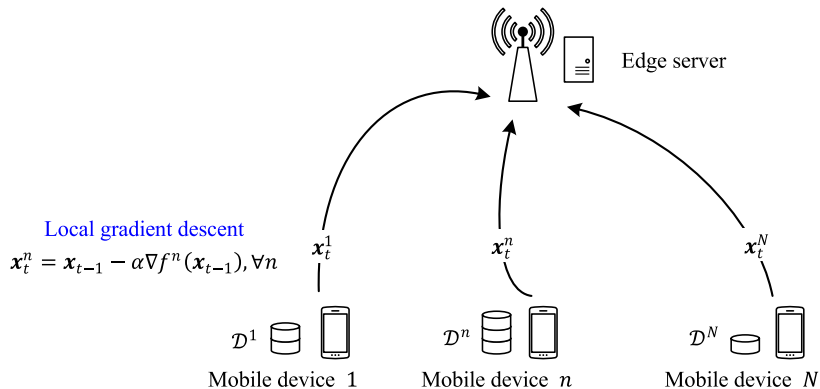 Edge server
Local gradient descent
𝒙ₜⁿ = 𝒙ₜ₋₁ − α∇fⁿ(𝒙ₜ₋₁), ∀n
𝒙ₜ¹
𝒙ₜⁿ
𝒙ₜᴺ
𝒟¹
𝒟ⁿ
𝒟ᴺ
Mobile device 1
Mobile device n
Mobile device N